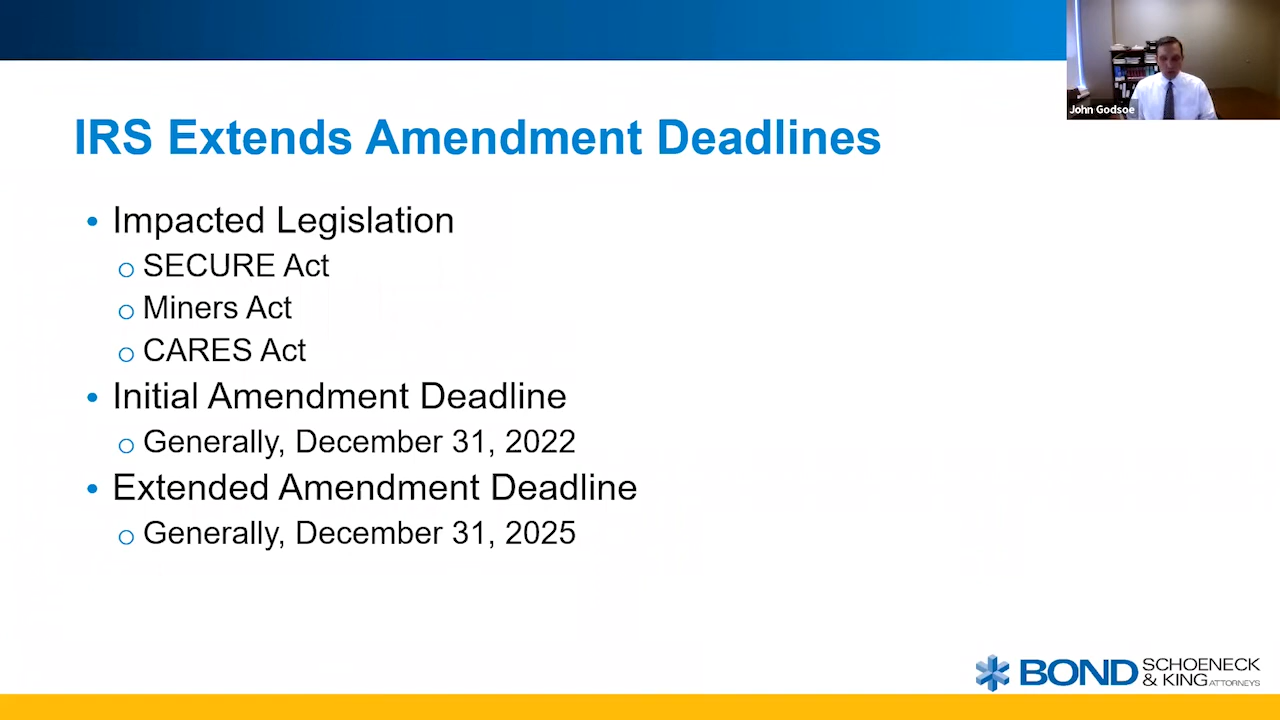 John Godsoe
IRS Extends Amendment Deadlines
• Impacted Legislation
o SECURE Act
o Miners Act
o CARES Act
• Initial Amendment Deadline
o Generally, December 31, 2022
• Extended Amendment Deadline
o Generally, December 31, 2025
BOND SCHOENECK
& KING ATTORNEYS